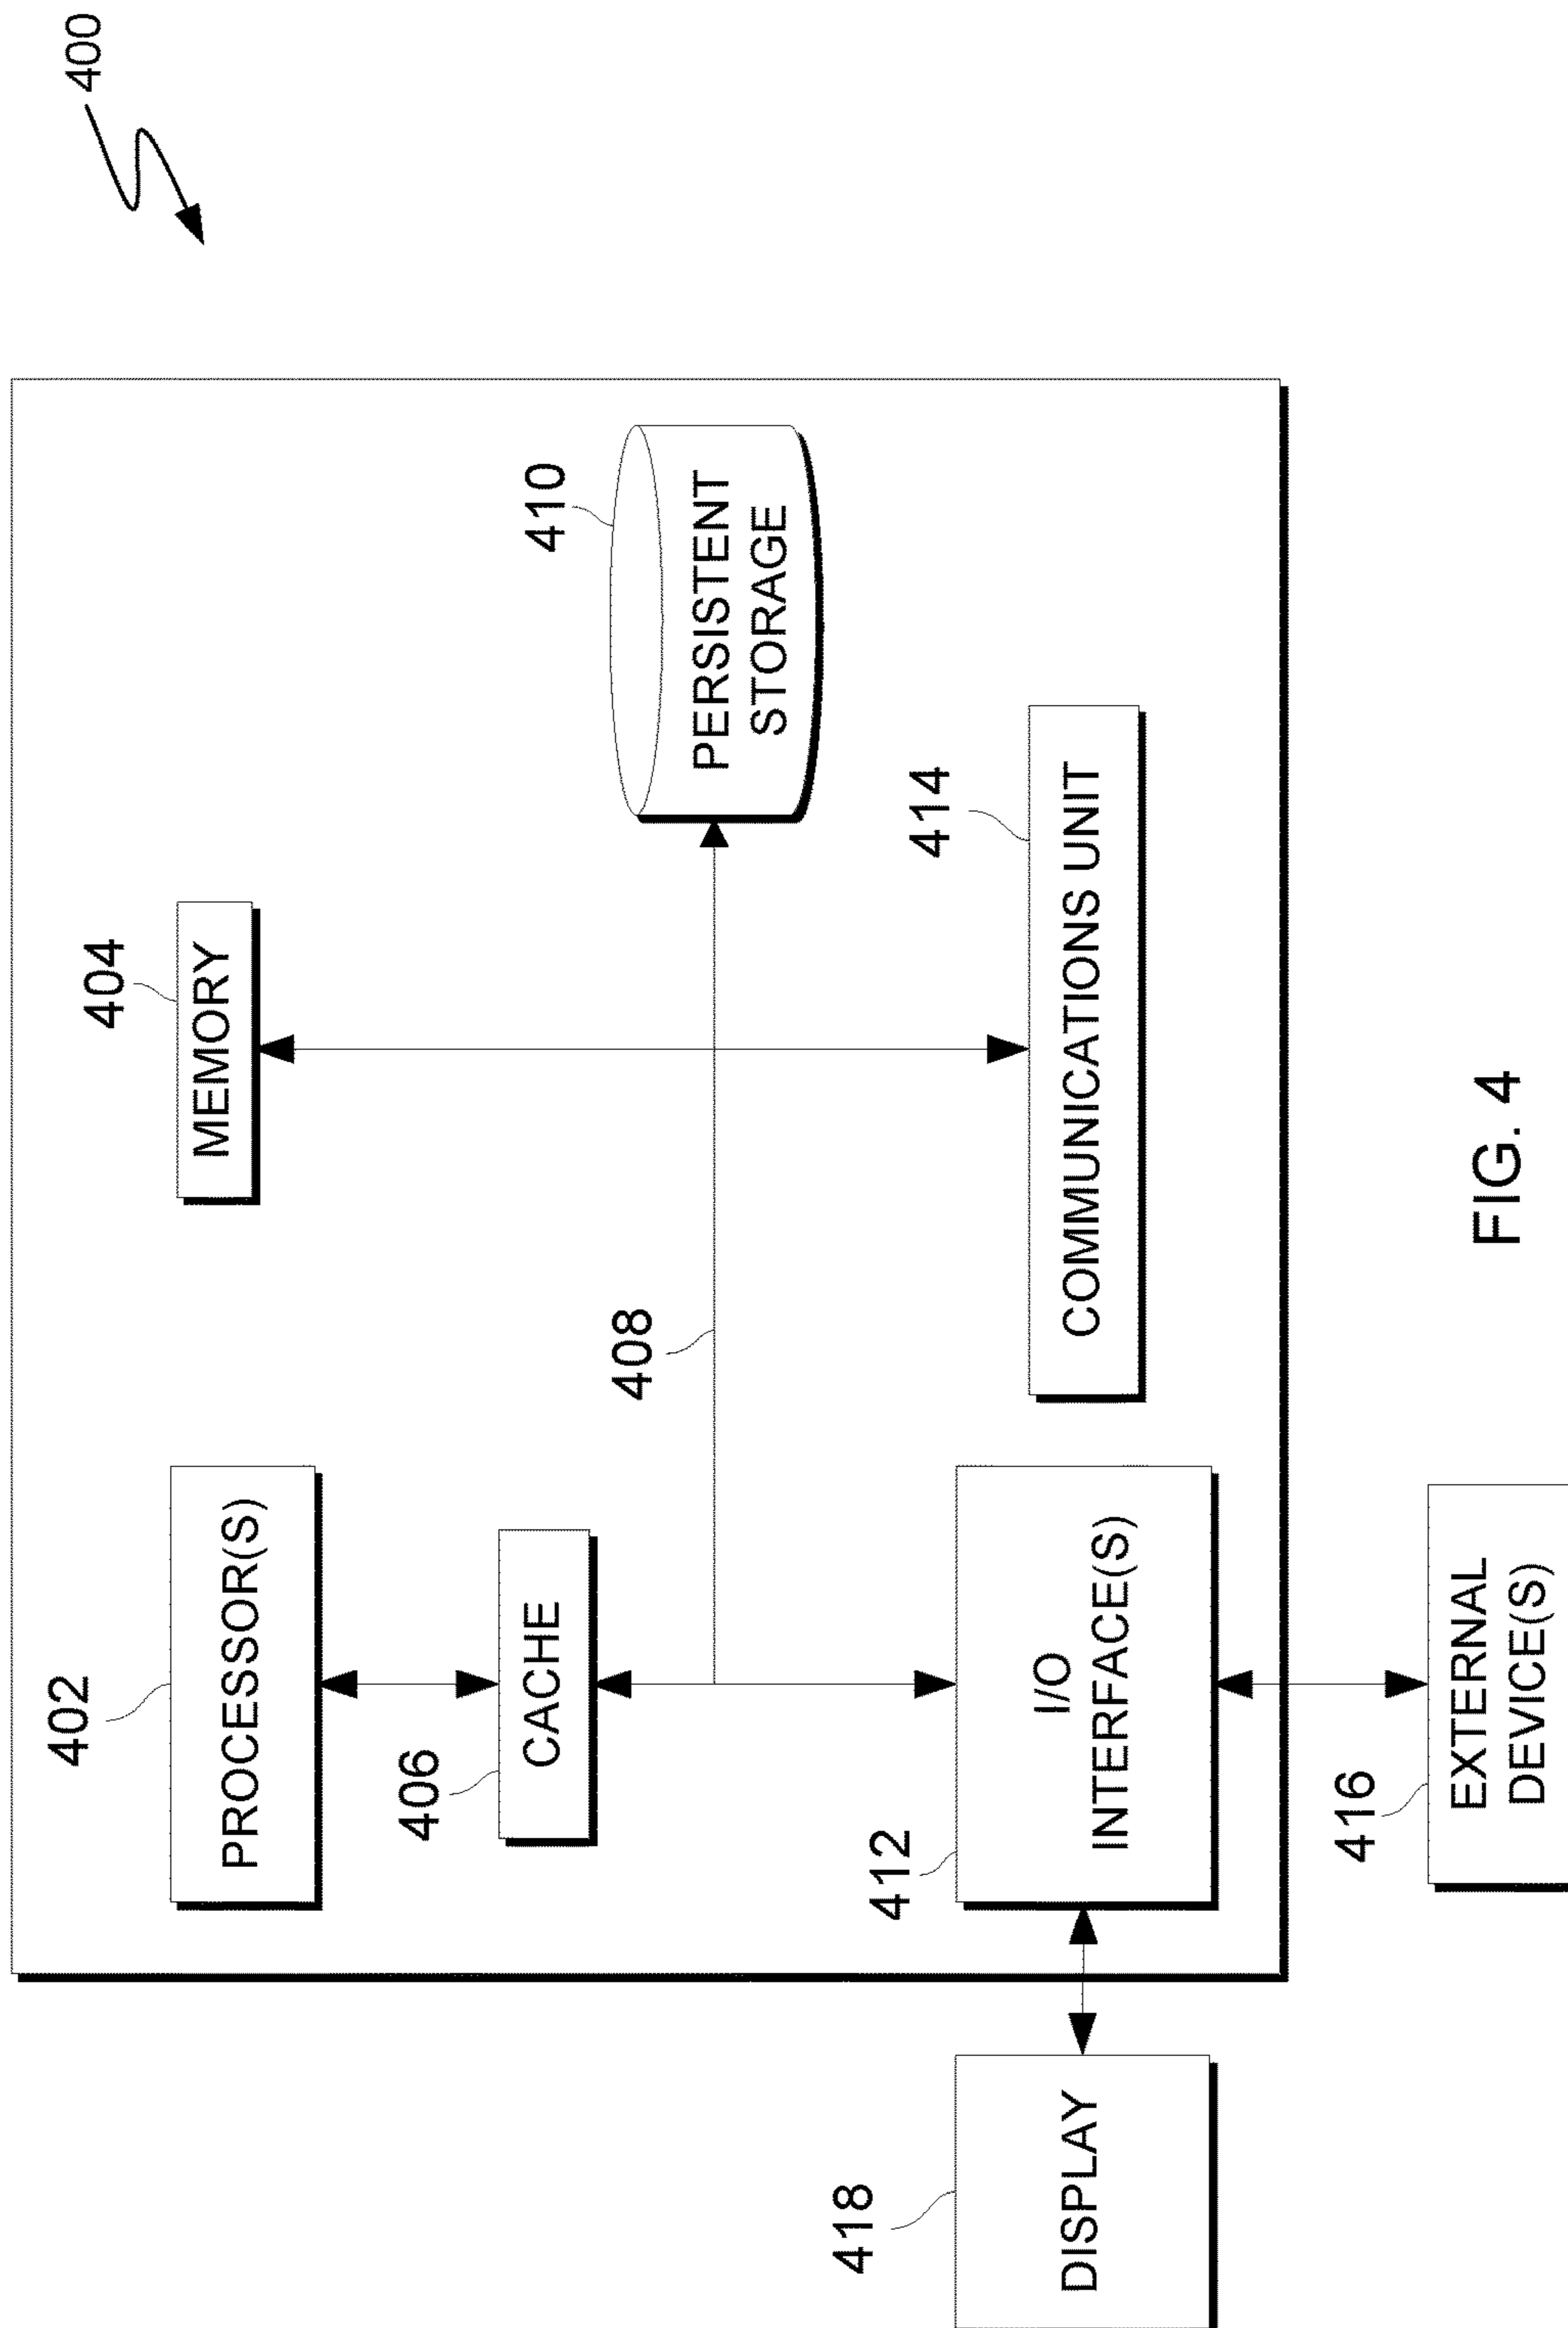 400
402
PROCESSOR(S)
404
MEMORY
406
CACHE
408
410
PERSISTENT
STORAGE
412
I/O
INTERFACE(S)
414
COMMUNICATIONS UNIT
418
DISPLAY
416
EXTERNAL
DEVICE(S)
FIG. 4